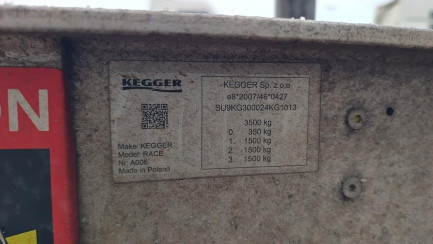 KEGGER
KEGGER Sp. z o.o
e8*2007/46*0427
SU9KG300024KG1013
3500 kg
0. 350 kg
1. 1500 kg
2. 1500 kg
3. 1500 kg
Make: KEGGER
Model: RACE
Nr: A006
Made in Poland
ON